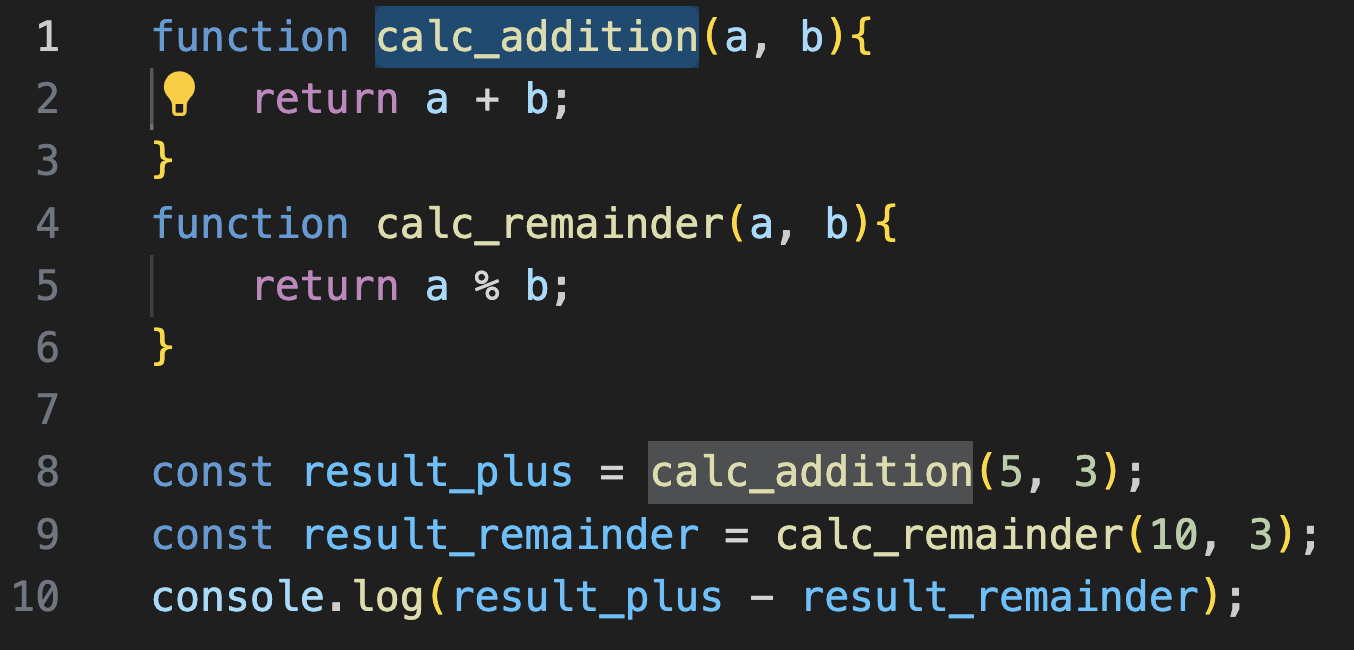 1 function calc_addition(a, b){
2     return a + b;
3 }
4 function calc_remainder(a, b){
5     return a % b;
6 }
7
8 const result_plus = calc_addition(5, 3);
9 const result_remainder = calc_remainder(10, 3);
10 console.log(result_plus - result_remainder);